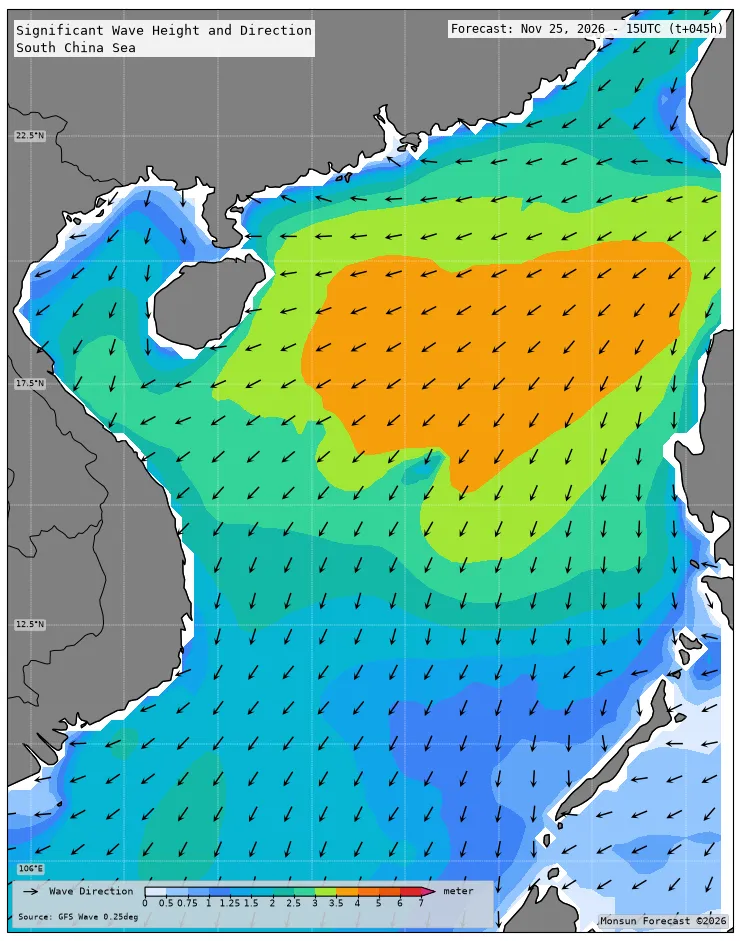 Significant Wave Height and Direction
South China Sea
Forecast: Nov 25, 2026 - 15UTC (t+045h)
22.5°N
17.5°N
12.5°N
106°E
Wave Direction
0 0.5 0.75 1 1.25 1.5 2 2.5 3 3.5 4 5 6 7
meter
Source: GFS Wave 0.25deg
Monsun Forecast ©2026